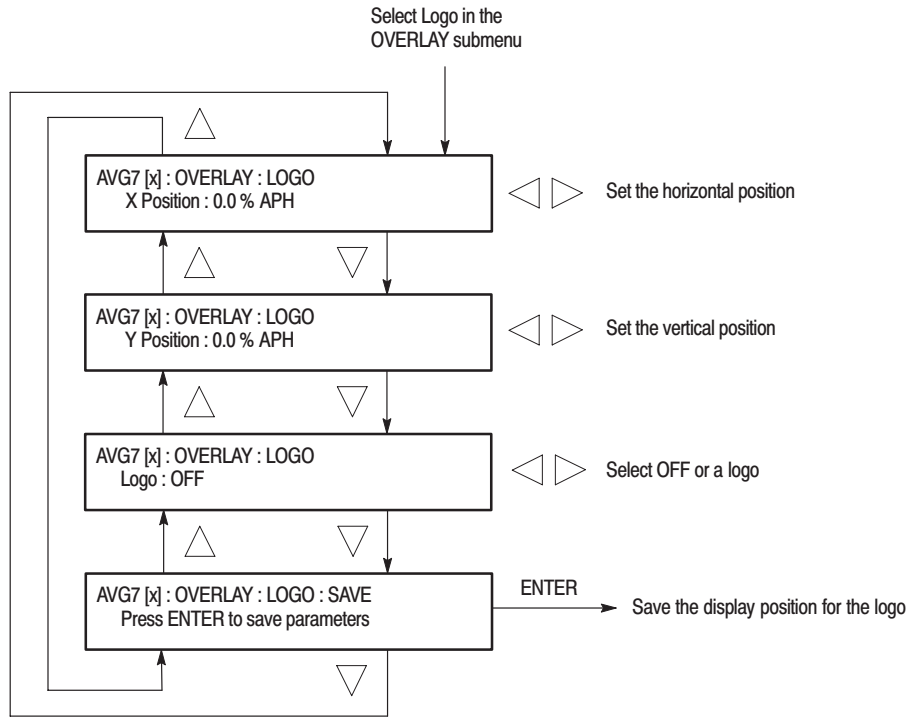 Select Logo in the
OVERLAY submenu
AVG7 [x] : OVERLAY : LOGO
X Position : 0.0 % APH
Set the horizontal position
AVG7 [x] : OVERLAY : LOGO
Y Position : 0.0 % APH
Set the vertical position
AVG7 [x] : OVERLAY : LOGO
Logo : OFF
Select OFF or a logo
AVG7 [x] : OVERLAY : LOGO : SAVE
Press ENTER to save parameters
ENTER
Save the display position for the logo